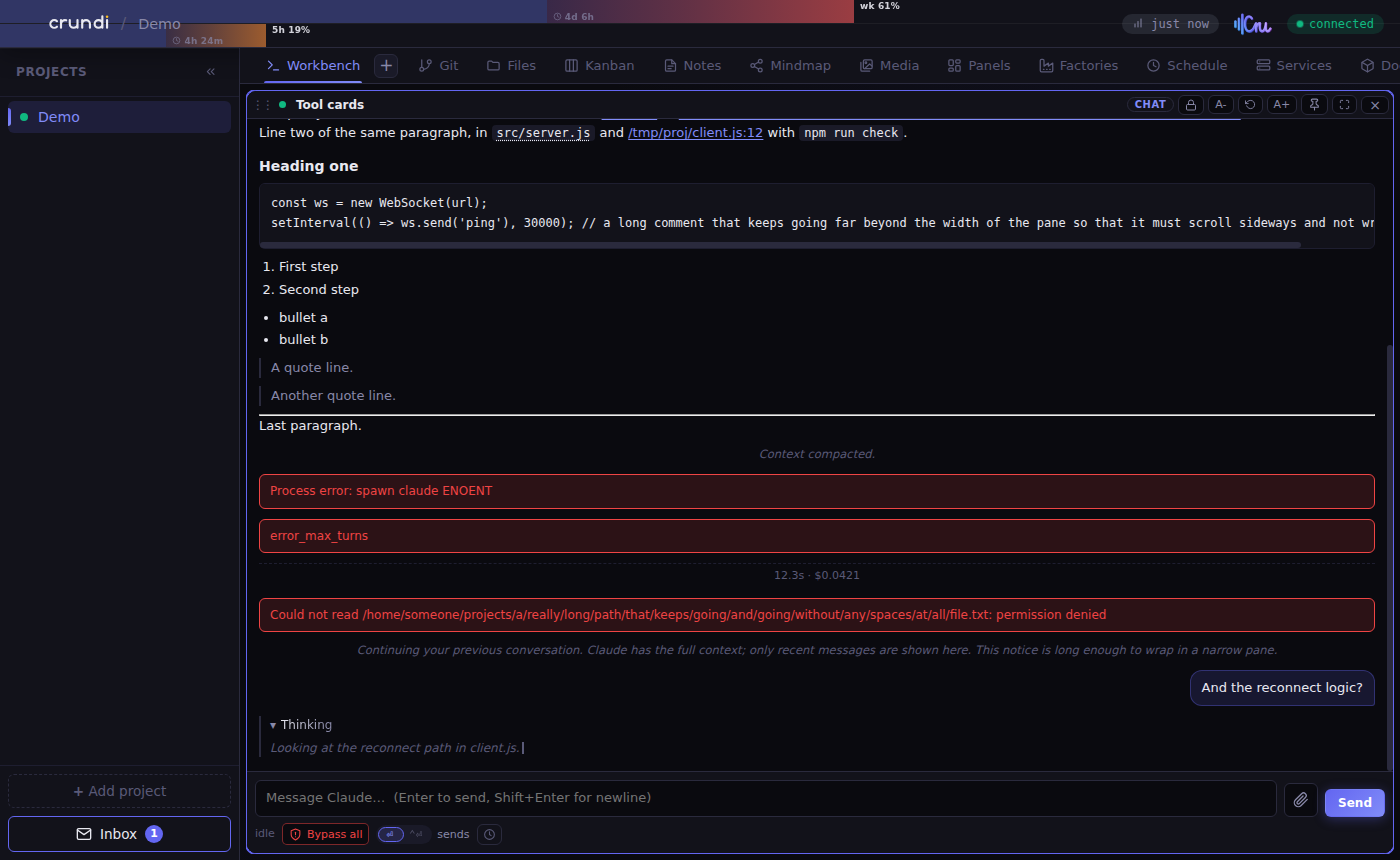 crundi / Demo
4d 6h
wk 61%
4h 24m
5h 19%
just now
Cru
connected
PROJECTS «
Demo
+ Add project
Inbox 1
Workbench + Git Files Kanban Notes Mindmap Media Panels Factories Schedule Services Do
Tool cards
CHAT A- A+ ×
Line two of the same paragraph, in src/server.js and /tmp/proj/client.js:12 with npm run check.
Heading one
const ws = new WebSocket(url);
setInterval(() => ws.send('ping'), 30000); // a long comment that keeps going far beyond the width of the pane so that it must scroll sideways and not wr
1. First step
2. Second step
• bullet a
• bullet b
A quote line.
Another quote line.
Last paragraph.
Context compacted.
Process error: spawn claude ENOENT
error_max_turns
12.3s · $0.0421
Could not read /home/someone/projects/a/really/long/path/that/keeps/going/and/going/without/any/spaces/at/all/file.txt: permission denied
Continuing your previous conversation. Claude has the full context; only recent messages are shown here. This notice is long enough to wrap in a narrow pane.
And the reconnect logic?
▾ Thinking
Looking at the reconnect path in client.js.
Message Claude… (Enter to send, Shift+Enter for newline)
Send
idle Bypass all ⏎ ^⏎ sends